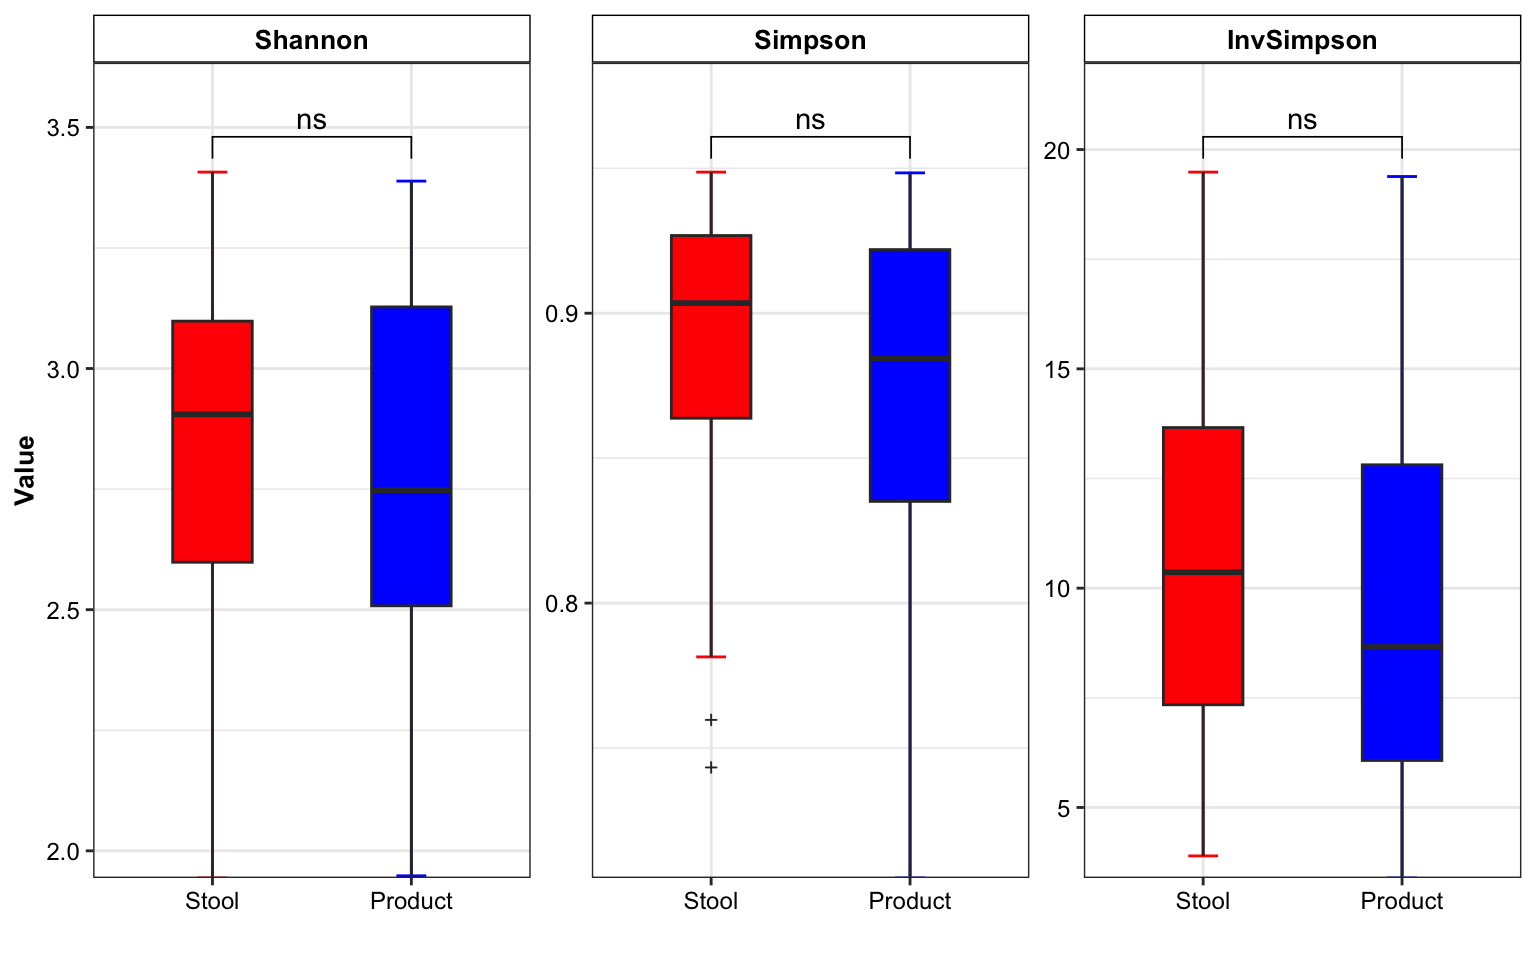 Shannon
Simpson
InvSimpson
Value
3.5
3.0
2.5
2.0
ns
Stool
Product
0.9
0.8
ns
Stool
Product
20
15
10
5
ns
Stool
Product